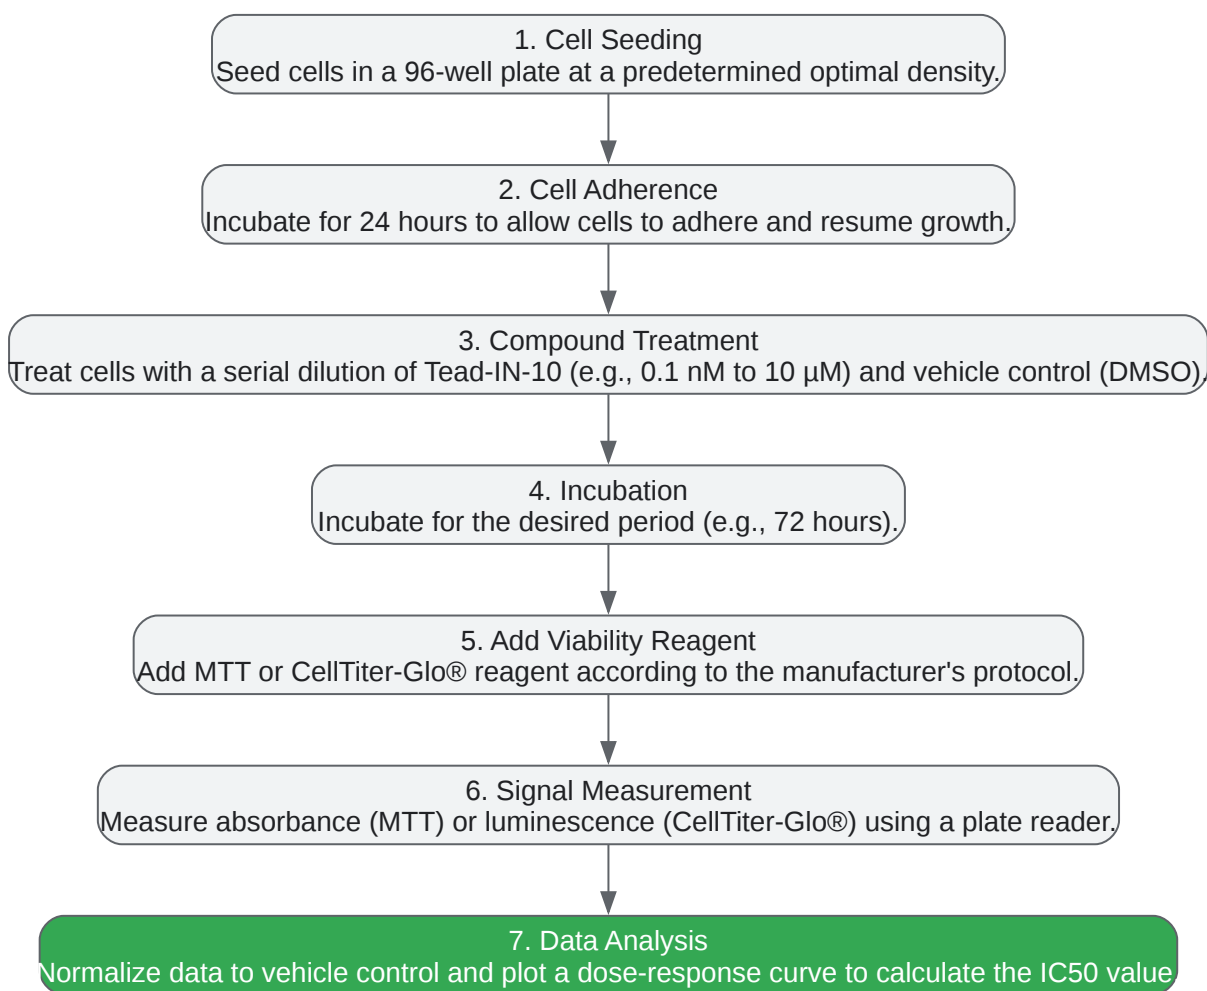 1. Cell Seeding
Seed cells in a 96-well plate at a predetermined optimal density.
2. Cell Adherence
Incubate for 24 hours to allow cells to adhere and resume growth.
3. Compound Treatment
Treat cells with a serial dilution of Tead-IN-10 (e.g., 0.1 nM to 10 µM) and vehicle control (DMSO).
4. Incubation
Incubate for the desired period (e.g., 72 hours).
5. Add Viability Reagent
Add MTT or CellTiter-Glo® reagent according to the manufacturer's protocol.
6. Signal Measurement
Measure absorbance (MTT) or luminescence (CellTiter-Glo®) using a plate reader.
7. Data Analysis
Normalize data to vehicle control and plot a dose-response curve to calculate the IC50 value